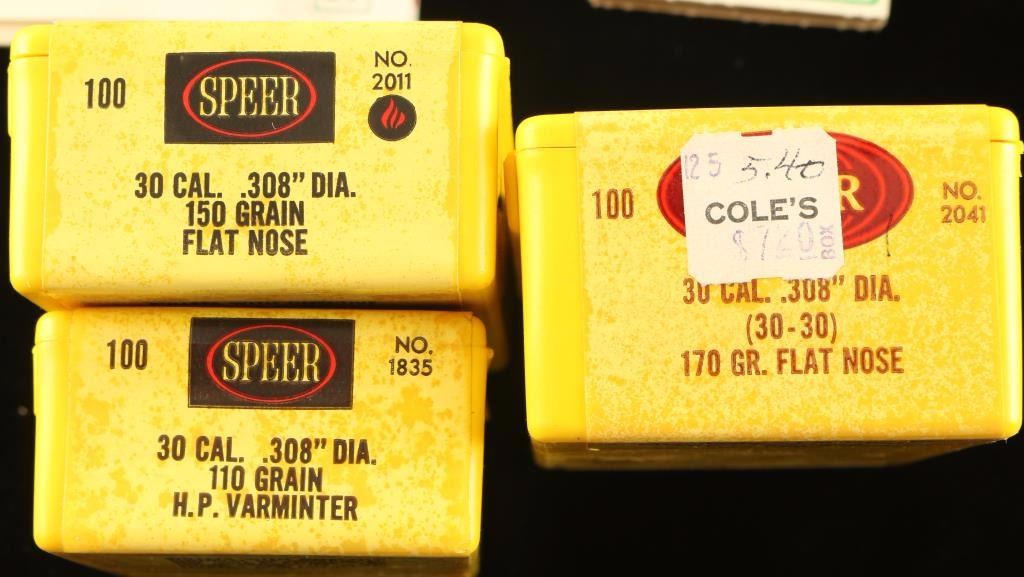 100
SPEER
NO.
2011
30 CAL. .308" DIA.
150 GRAIN
FLAT NOSE
100
SPEER
NO.
1835
30 CAL. .308" DIA.
110 GRAIN
H.P. VARMINTER
100
R
NO.
2041
125 5.40
COLE'S
BOX
30 CAL. .308" DIA.
(30-30)
170 GR. FLAT NOSE